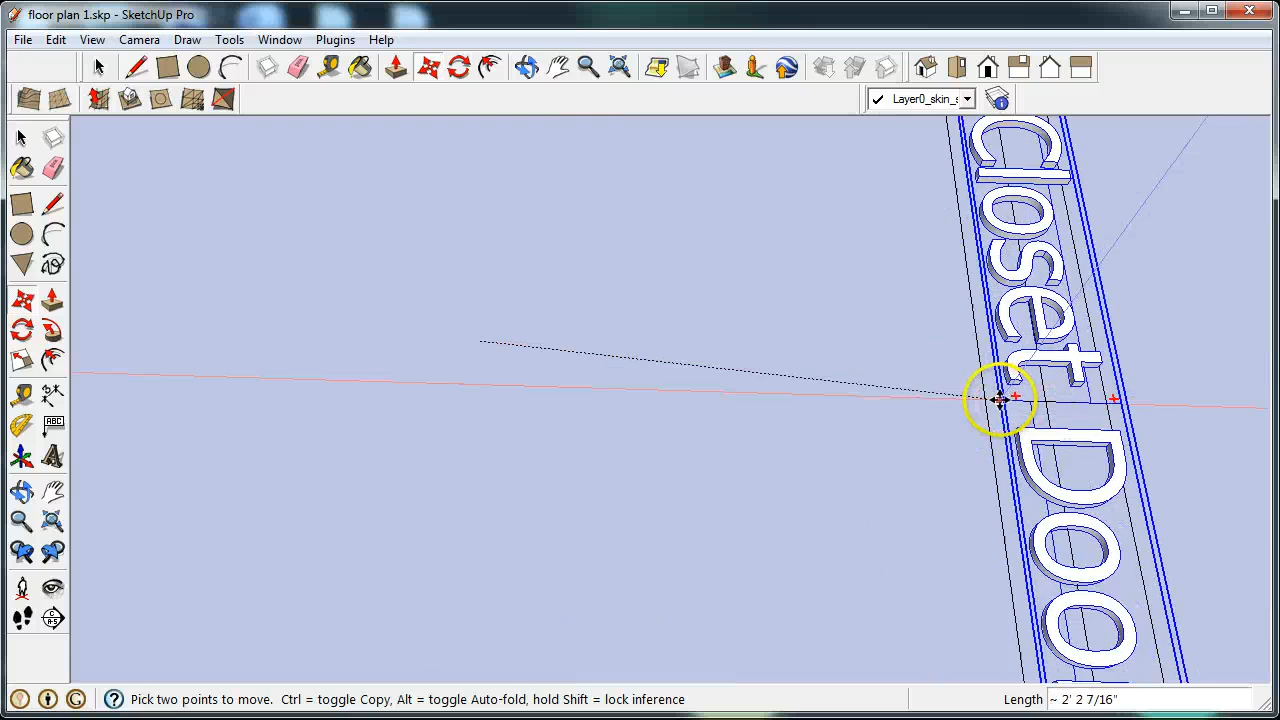 floor plan 1.skp - SketchUp Pro
File Edit View Camera Draw Tools Window Plugins Help
Layer0_skin_s
ABC
Closet Doo
Pick two points to move. Ctrl = toggle Copy, Alt = toggle Auto-fold, hold Shift = lock inference Length ~ 2' 2 7/16"